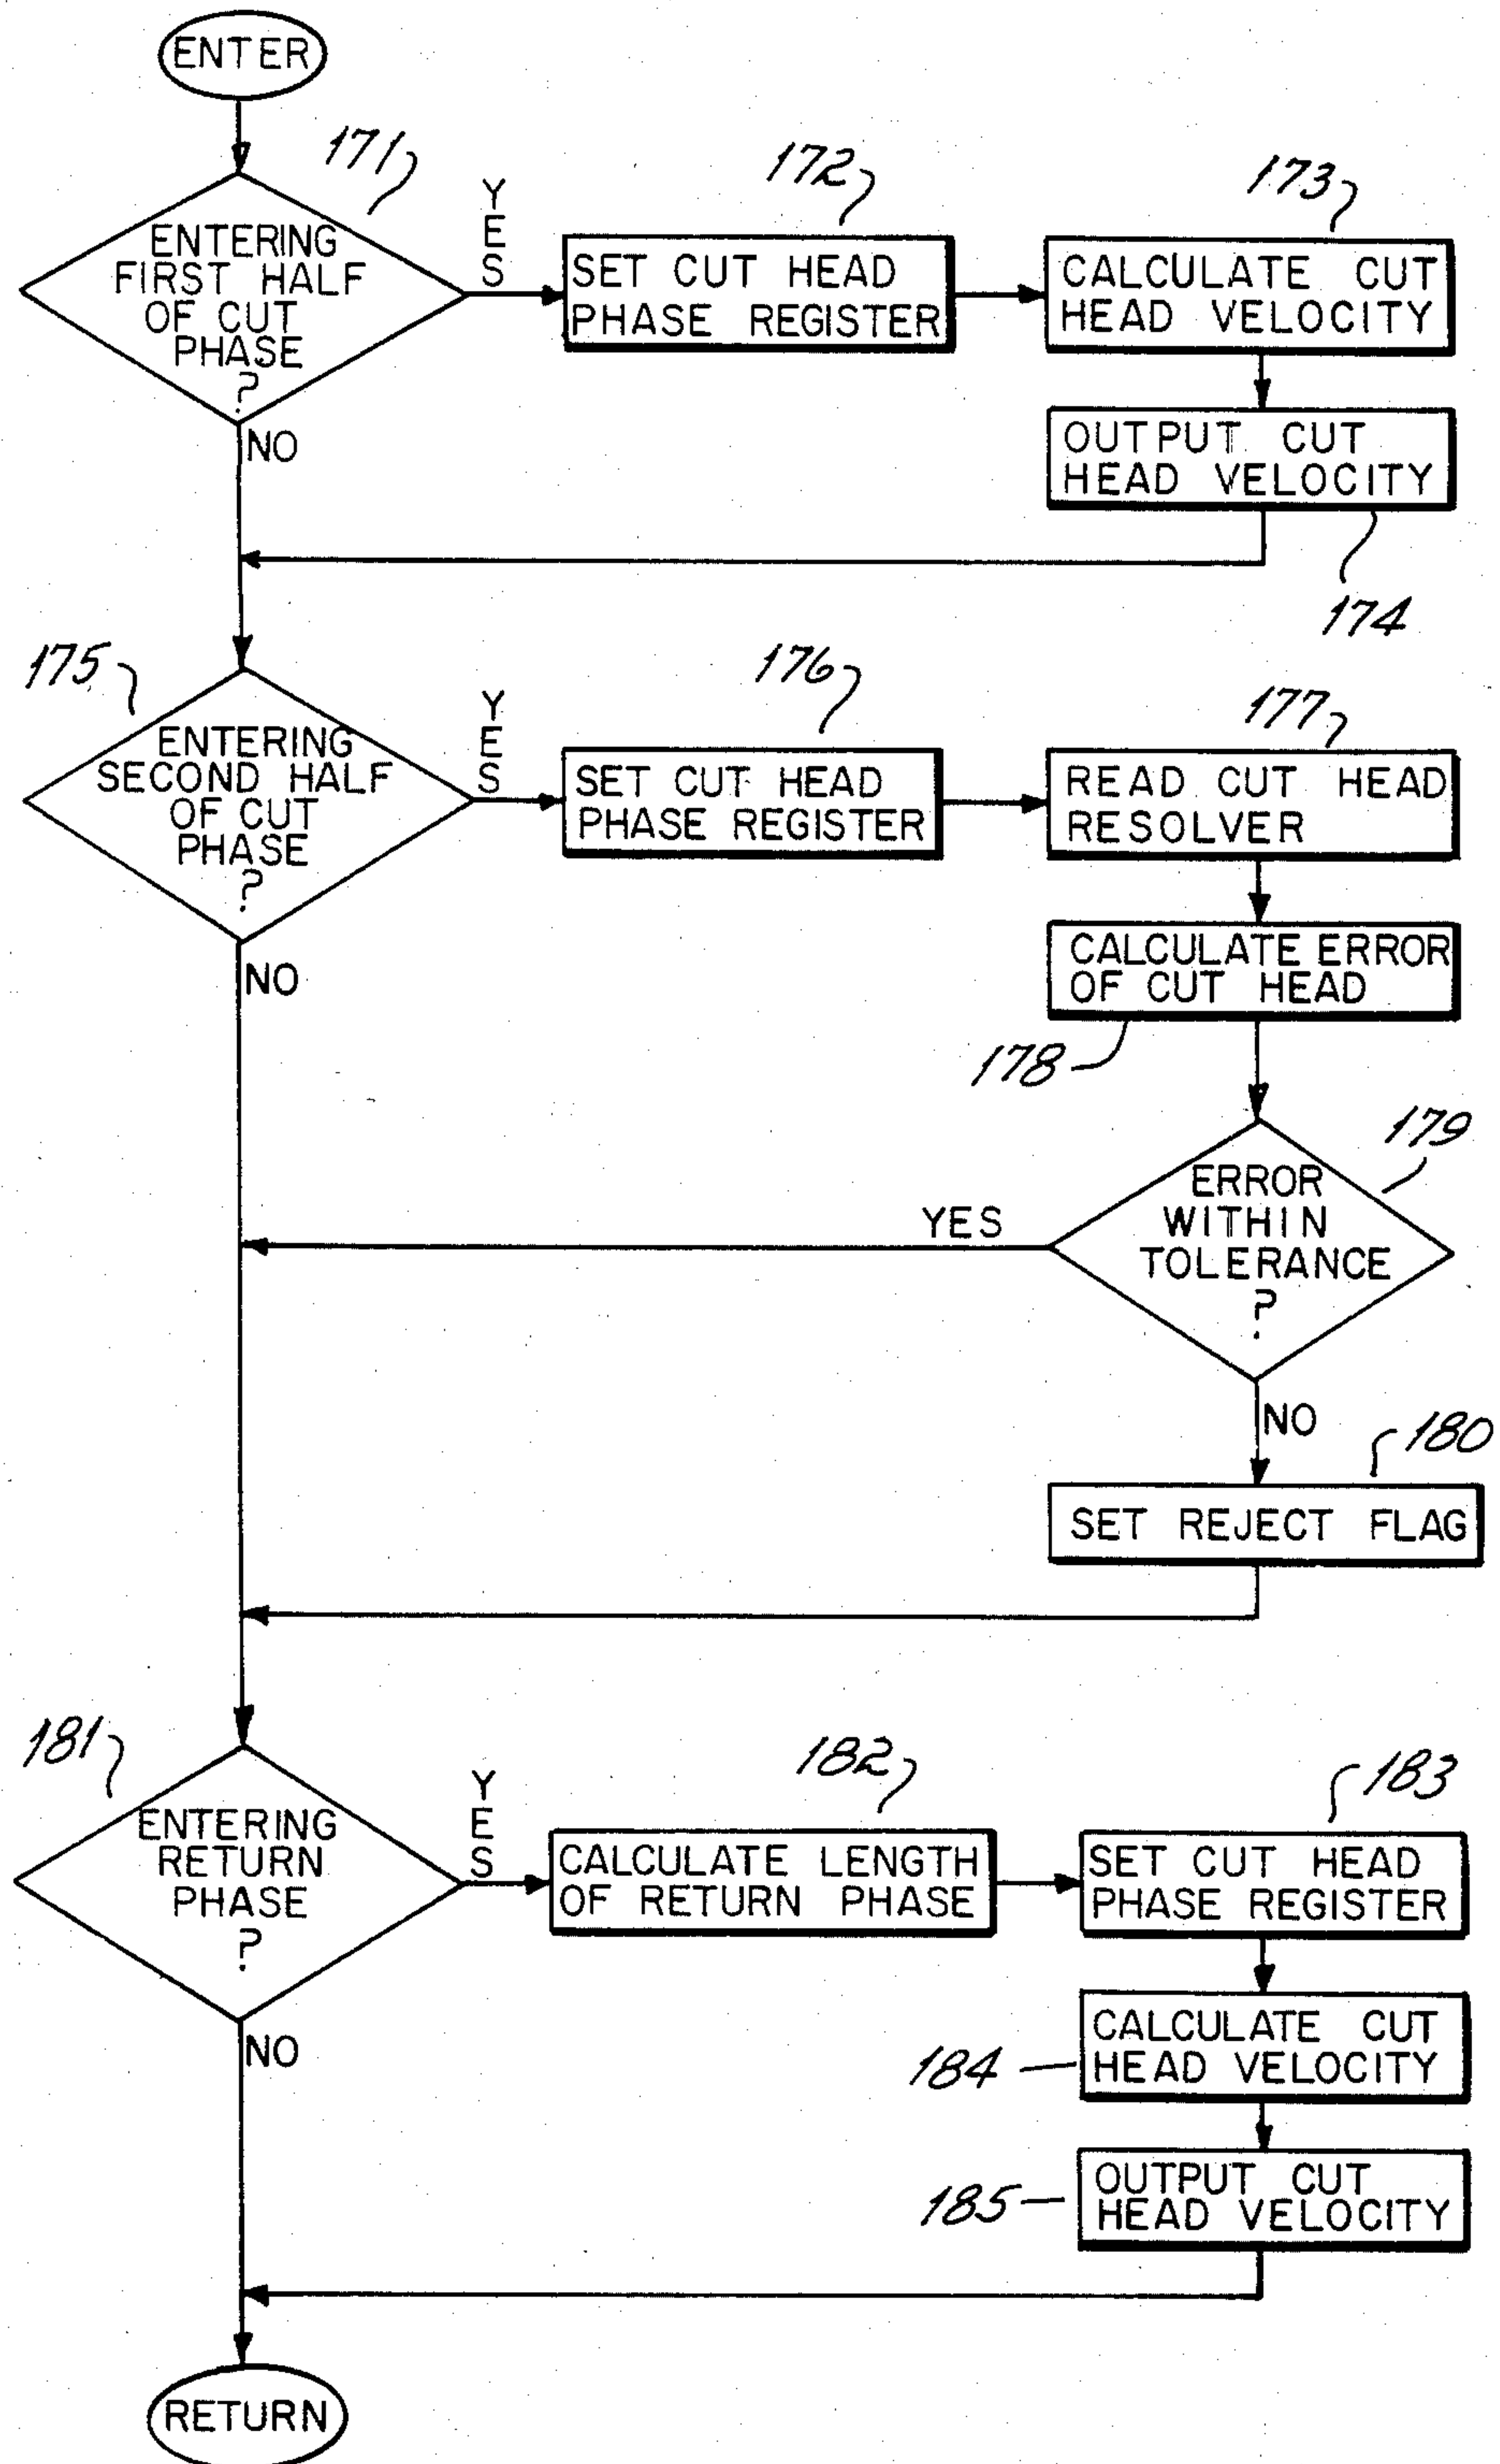 ENTER
171
ENTERING
FIRST HALF
OF CUT
PHASE
?
YES
NO
172
SET CUT HEAD
PHASE REGISTER
173
CALCULATE CUT
HEAD VELOCITY
OUTPUT CUT
HEAD VELOCITY
174
175
ENTERING
SECOND HALF
OF CUT
PHASE
?
YES
NO
176
SET CUT HEAD
PHASE REGISTER
177
READ CUT HEAD
RESOLVER
CALCULATE ERROR
OF CUT HEAD
178
179
ERROR
WITHIN
TOLERANCE
?
YES
NO
180
SET REJECT FLAG
181
ENTERING
RETURN
PHASE
?
YES
NO
182
CALCULATE LENGTH
OF RETURN PHASE
183
SET CUT HEAD
PHASE REGISTER
184
CALCULATE CUT
HEAD VELOCITY
185
OUTPUT CUT
HEAD VELOCITY
RETURN